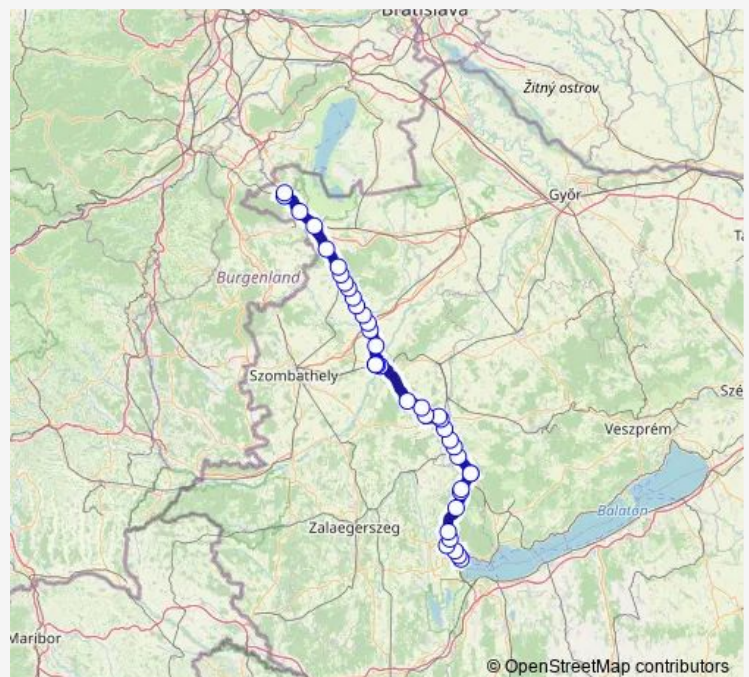 Bratislava
Žitný ostrov
Győr
Burgenland
Szombathely
Veszprém
Zalaegerszeg
Balaton
Maribor
© OpenStreetMap contributors